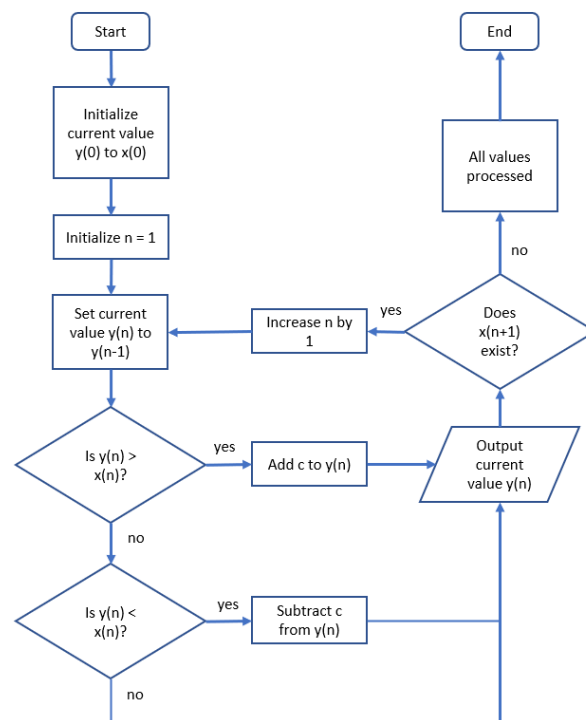 Start
Initialize
current value
y(0) to x(0)
Initialize n = 1
Set current
value y(n) to
y(n-1)
Is y(n) >
x(n)?
yes
Add c to y(n)
no
Is y(n) <
x(n)?
yes
Subtract c
from y(n)
no
Output
current
value y(n)
Does
x(n+1)
exist?
yes
Increase n by
1
no
All values
processed
End